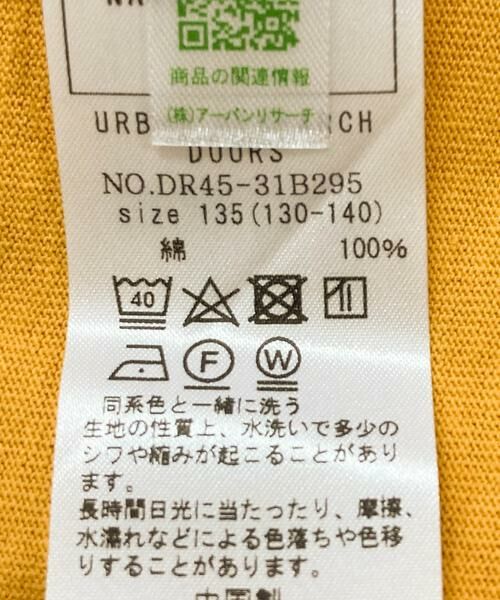 商品の関連情報
(株)アーバンリサーチ
URB RCH
DOORS
NO.DR45-31B295
size 135(130-140)
綿 100%
40
F W
同系色と一緒に洗う
生地の性質上、水洗いで多少の
シワや縮みが起こることがあり
ます。
長時間日光に当たったり、摩擦、
水濡れなどによる色落ちや色移
りすることがあります。
中国製